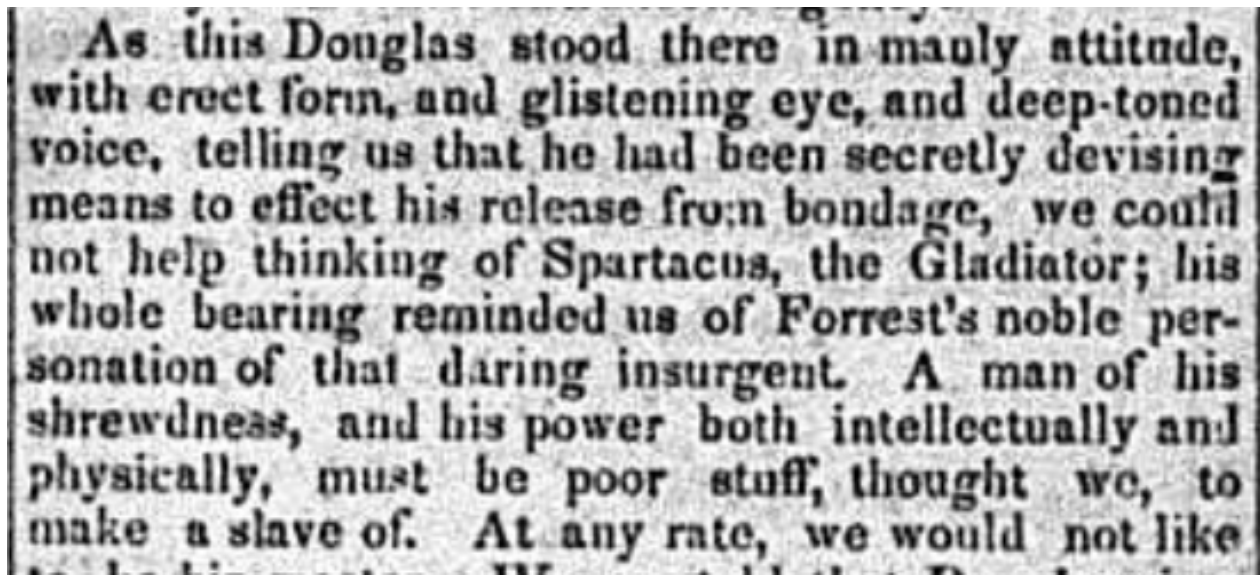 As this Douglas stood there in manly attitude,
with erect form, and glistening eye, and deep-toned
voice, telling us that he had been secretly devising
means to effect his release from bondage, we could
not help thinking of Spartacus, the Gladiator; his
whole bearing reminded us of Forrest's noble per-
sonation of that daring insurgent. A man of his
shrewdness, and his power both intellectually and
physically, must be poor stuff, thought we, to
make a slave of. At any rate, we would not like